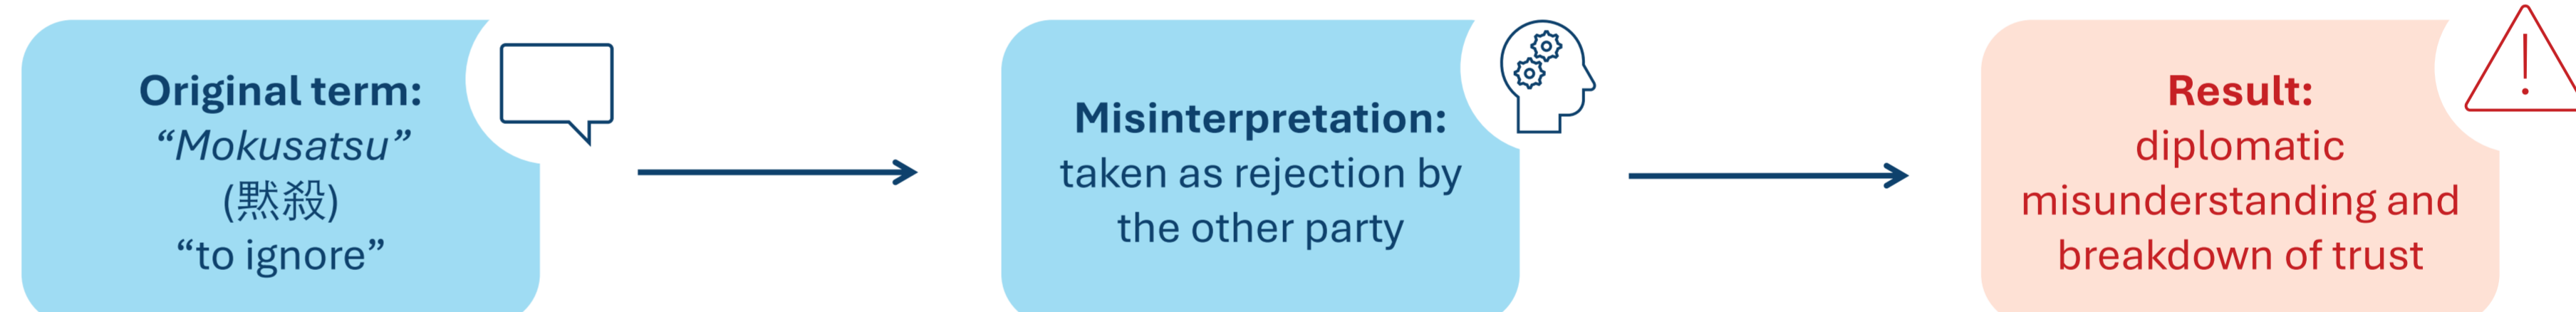 Original term:
“Mokusatsu”
(黙殺)
“to ignore”
Misinterpretation:
taken as rejection by
the other party
Result:
diplomatic
misunderstanding and
breakdown of trust